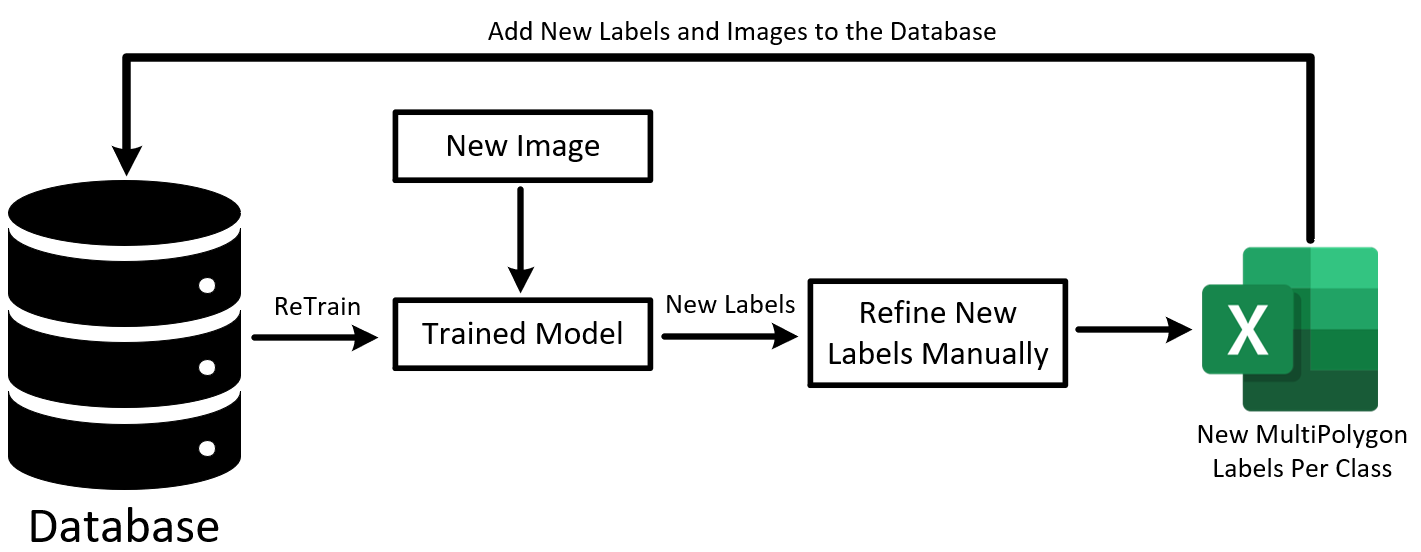 Add New Labels and Images to the Database
New Image
ReTrain
Trained Model
New Labels
Refine New
Labels Manually
X
New MultiPolygon
Labels Per Class
Database